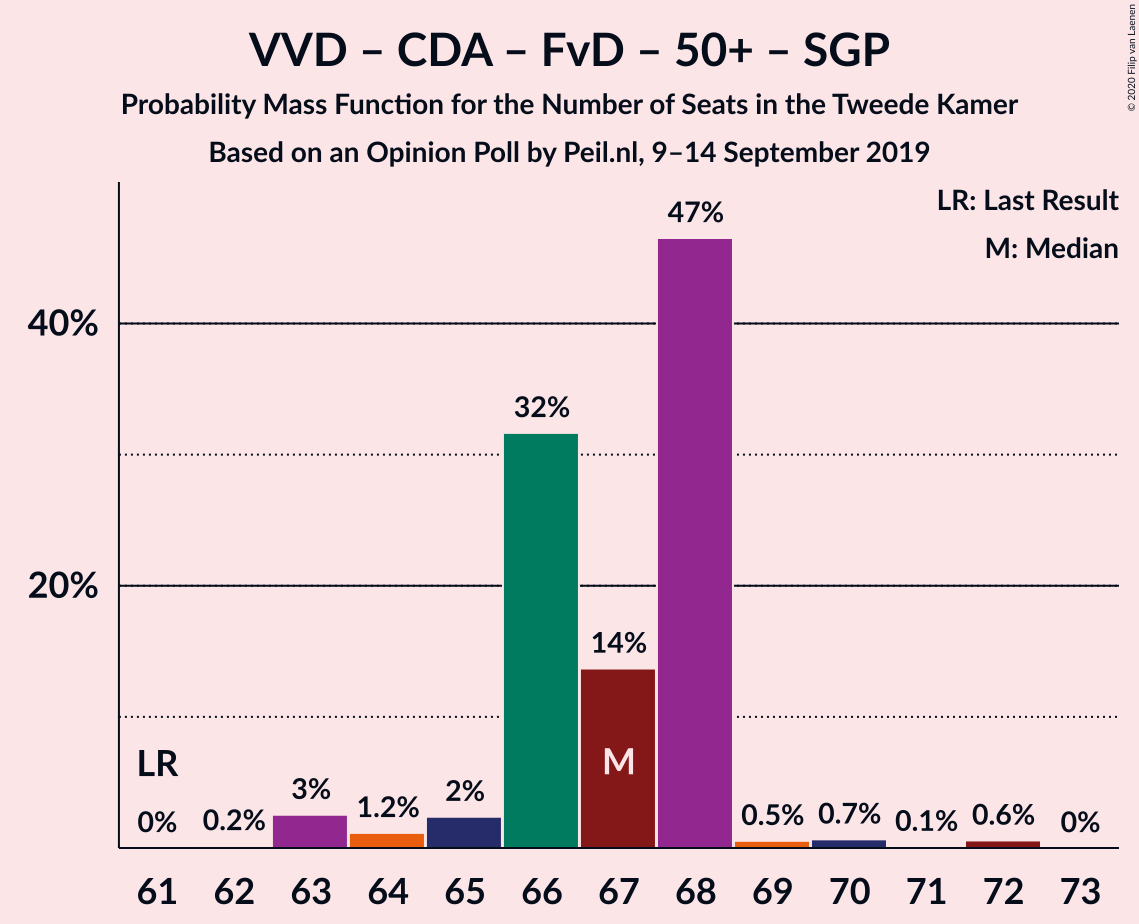 VVD – CDA – FvD – 50+ – SGP
Probability Mass Function for the Number of Seats in the Tweede Kamer
Based on an Opinion Poll by Peil.nl, 9–14 September 2019
© 2020 Filip van Laenen
LR: Last Result
M: Median
47%
40%
32%
20%
14%
M
LR
0% 0.2% 3% 1.2% 2% 0.5% 0.7% 0.1% 0.6% 0%
61 62 63 64 65 66 67 68 69 70 71 72 73